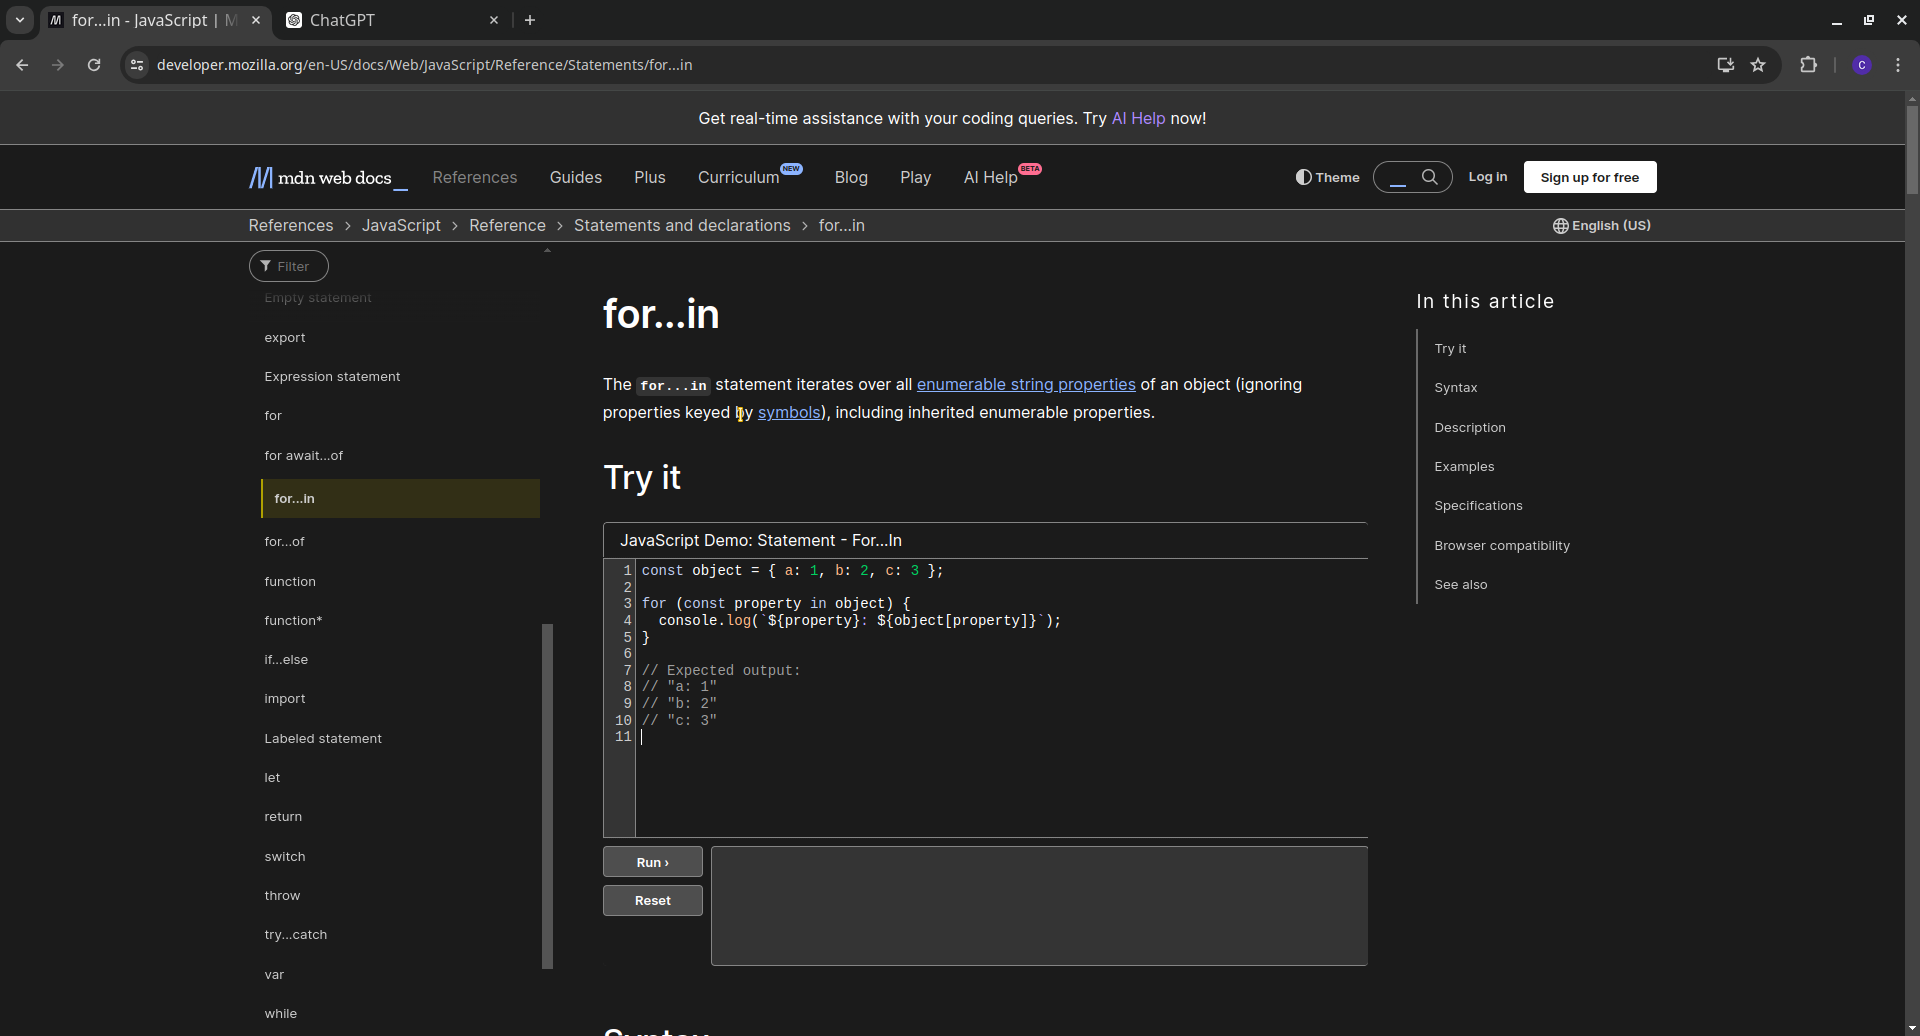 for...in - JavaScript | M
ChatGPT
developer.mozilla.org/en-US/docs/Web/JavaScript/Reference/Statements/for...in
C
Get real-time assistance with your coding queries. Try AI Help now!
mdn web docs_
References
Guides
Plus
Curriculum NEW
Blog
Play
AI Help BETA
Theme
Log in
Sign up for free
References > JavaScript > Reference > Statements and declarations > for...in
English (US)
Filter
Empty statement
export
Expression statement
for
for await...of
for...in
for...of
function
function*
if...else
import
Labeled statement
let
return
switch
throw
try...catch
var
while
for...in
The for...in statement iterates over all enumerable string properties of an object (ignoring
properties keyed by symbols), including inherited enumerable properties.
Try it
JavaScript Demo: Statement - For...In
1 const object = { a: 1, b: 2, c: 3 };
2
3 for (const property in object) {
4   console.log(`${property}: ${object[property]}`);
5 }
6
7 // Expected output:
8 // "a: 1"
9 // "b: 2"
10 // "c: 3"
11
Run ›
Reset
Syntax
In this article
Try it
Syntax
Description
Examples
Specifications
Browser compatibility
See also